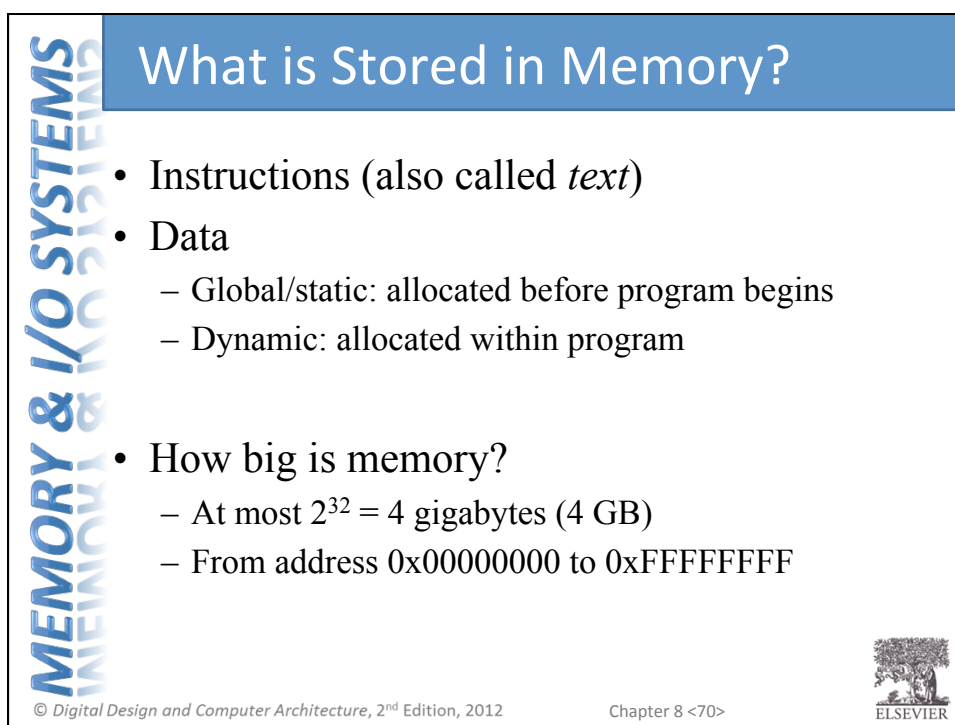 What is Stored in Memory?
MEMORY & I/O SYSTEMS
• Instructions (also called text)
• Data
– Global/static: allocated before program begins
– Dynamic: allocated within program
• How big is memory?
– At most 2³² = 4 gigabytes (4 GB)
– From address 0x00000000 to 0xFFFFFFFF
© Digital Design and Computer Architecture, 2ⁿᵈ Edition, 2012
Chapter 8 <70>
ELSEVIER